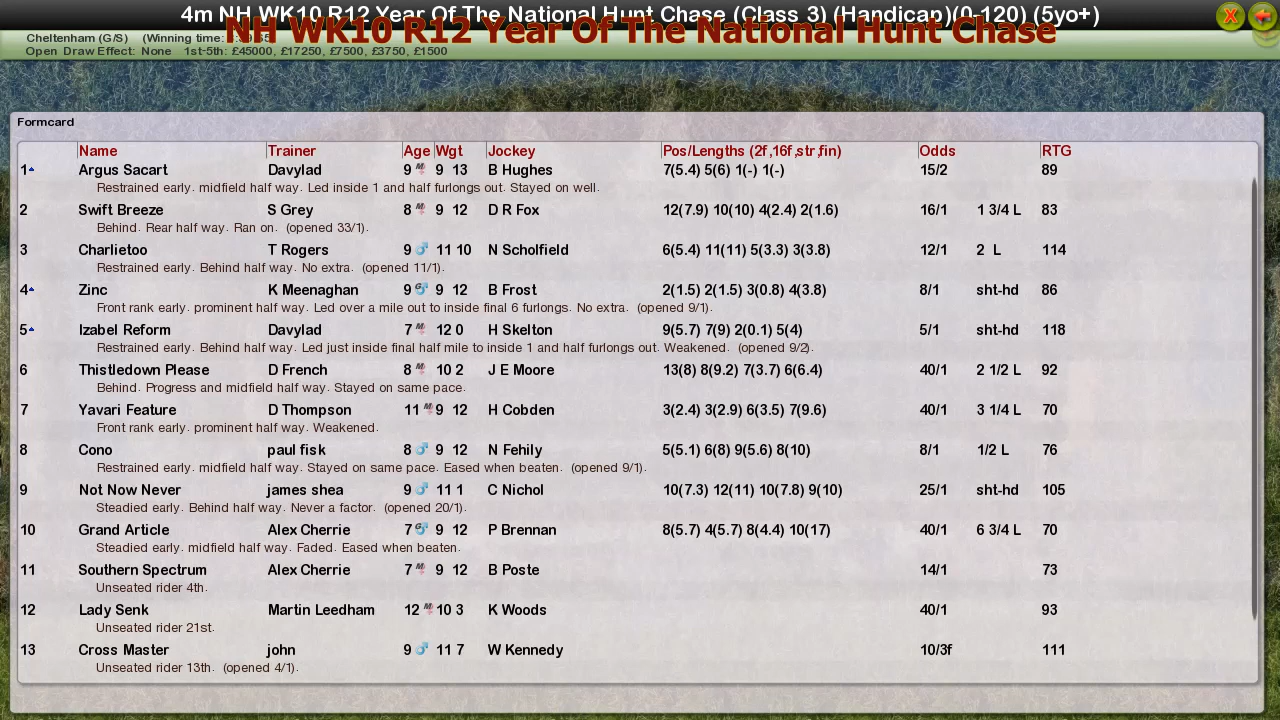 4m NH WK10 R12 Year Of The National Hunt Chase (Class 3) (Handicap)(0-120) (5yo+)
NH WK10 R12 Year Of The National Hunt Chase
Cheltenham (G/S) (Winning time:
Open Draw Effect: None 1st-5th: £45000, £17250, £7500, £3750, £1500
Formcard
Name Trainer Age Wgt Jockey Pos/Lengths (2f,16f,str,fin) Odds RTG
1 Argus Sacart Davylad 9 9 13 B Hughes 7(5.4) 5(6) 1(-) 1(-) 15/2 89
Restrained early. midfield half way. Led inside 1 and half furlongs out. Stayed on well.
2 Swift Breeze S Grey 8 9 12 D R Fox 12(7.9) 10(10) 4(2.4) 2(1.6) 16/1 1 3/4 L 83
Behind. Rear half way. Ran on. (opened 33/1).
3 Charlietoo T Rogers 9 11 10 N Scholfield 6(5.4) 11(11) 5(3.3) 3(3.8) 12/1 2 L 114
Restrained early. Behind half way. No extra. (opened 11/1).
4 Zinc K Meenaghan 9 9 12 B Frost 2(1.5) 2(1.5) 3(0.8) 4(3.8) 8/1 sht-hd 86
Front rank early. prominent half way. Led over a mile out to inside final 6 furlongs. No extra. (opened 9/1).
5 Izabel Reform Davylad 7 12 0 H Skelton 9(5.7) 7(9) 2(0.1) 5(4) 5/1 sht-hd 118
Restrained early. Behind half way. Led just inside final half mile to inside 1 and half furlongs out. Weakened. (opened 9/2).
6 Thistledown Please D French 8 10 2 J E Moore 13(8) 8(9.2) 7(3.7) 6(6.4) 40/1 2 1/2 L 92
Behind. Progress and midfield half way. Stayed on same pace.
7 Yavari Feature D Thompson 11 9 12 H Cobden 3(2.4) 3(2.9) 6(3.5) 7(9.6) 40/1 3 1/4 L 70
Front rank early. prominent half way. Weakened.
8 Cono paul fisk 8 9 12 N Fehily 5(5.1) 6(8) 9(5.6) 8(10) 8/1 1/2 L 76
Restrained early. midfield half way. Stayed on same pace. Eased when beaten. (opened 9/1).
9 Not Now Never james shea 9 11 1 C Nichol 10(7.3) 12(11) 10(7.8) 9(10) 25/1 sht-hd 105
Steadied early. Behind half way. Never a factor. (opened 20/1).
10 Grand Article Alex Cherrie 7 9 12 P Brennan 8(5.7) 4(5.7) 8(4.4) 10(17) 40/1 6 3/4 L 70
Steadied early. midfield half way. Faded. Eased when beaten.
11 Southern Spectrum Alex Cherrie 7 9 12 B Poste 14/1 73
Unseated rider 4th.
12 Lady Senk Martin Leedham 12 10 3 K Woods 40/1 93
Unseated rider 21st.
13 Cross Master john 9 11 7 W Kennedy 10/3f 111
Unseated rider 13th. (opened 4/1).